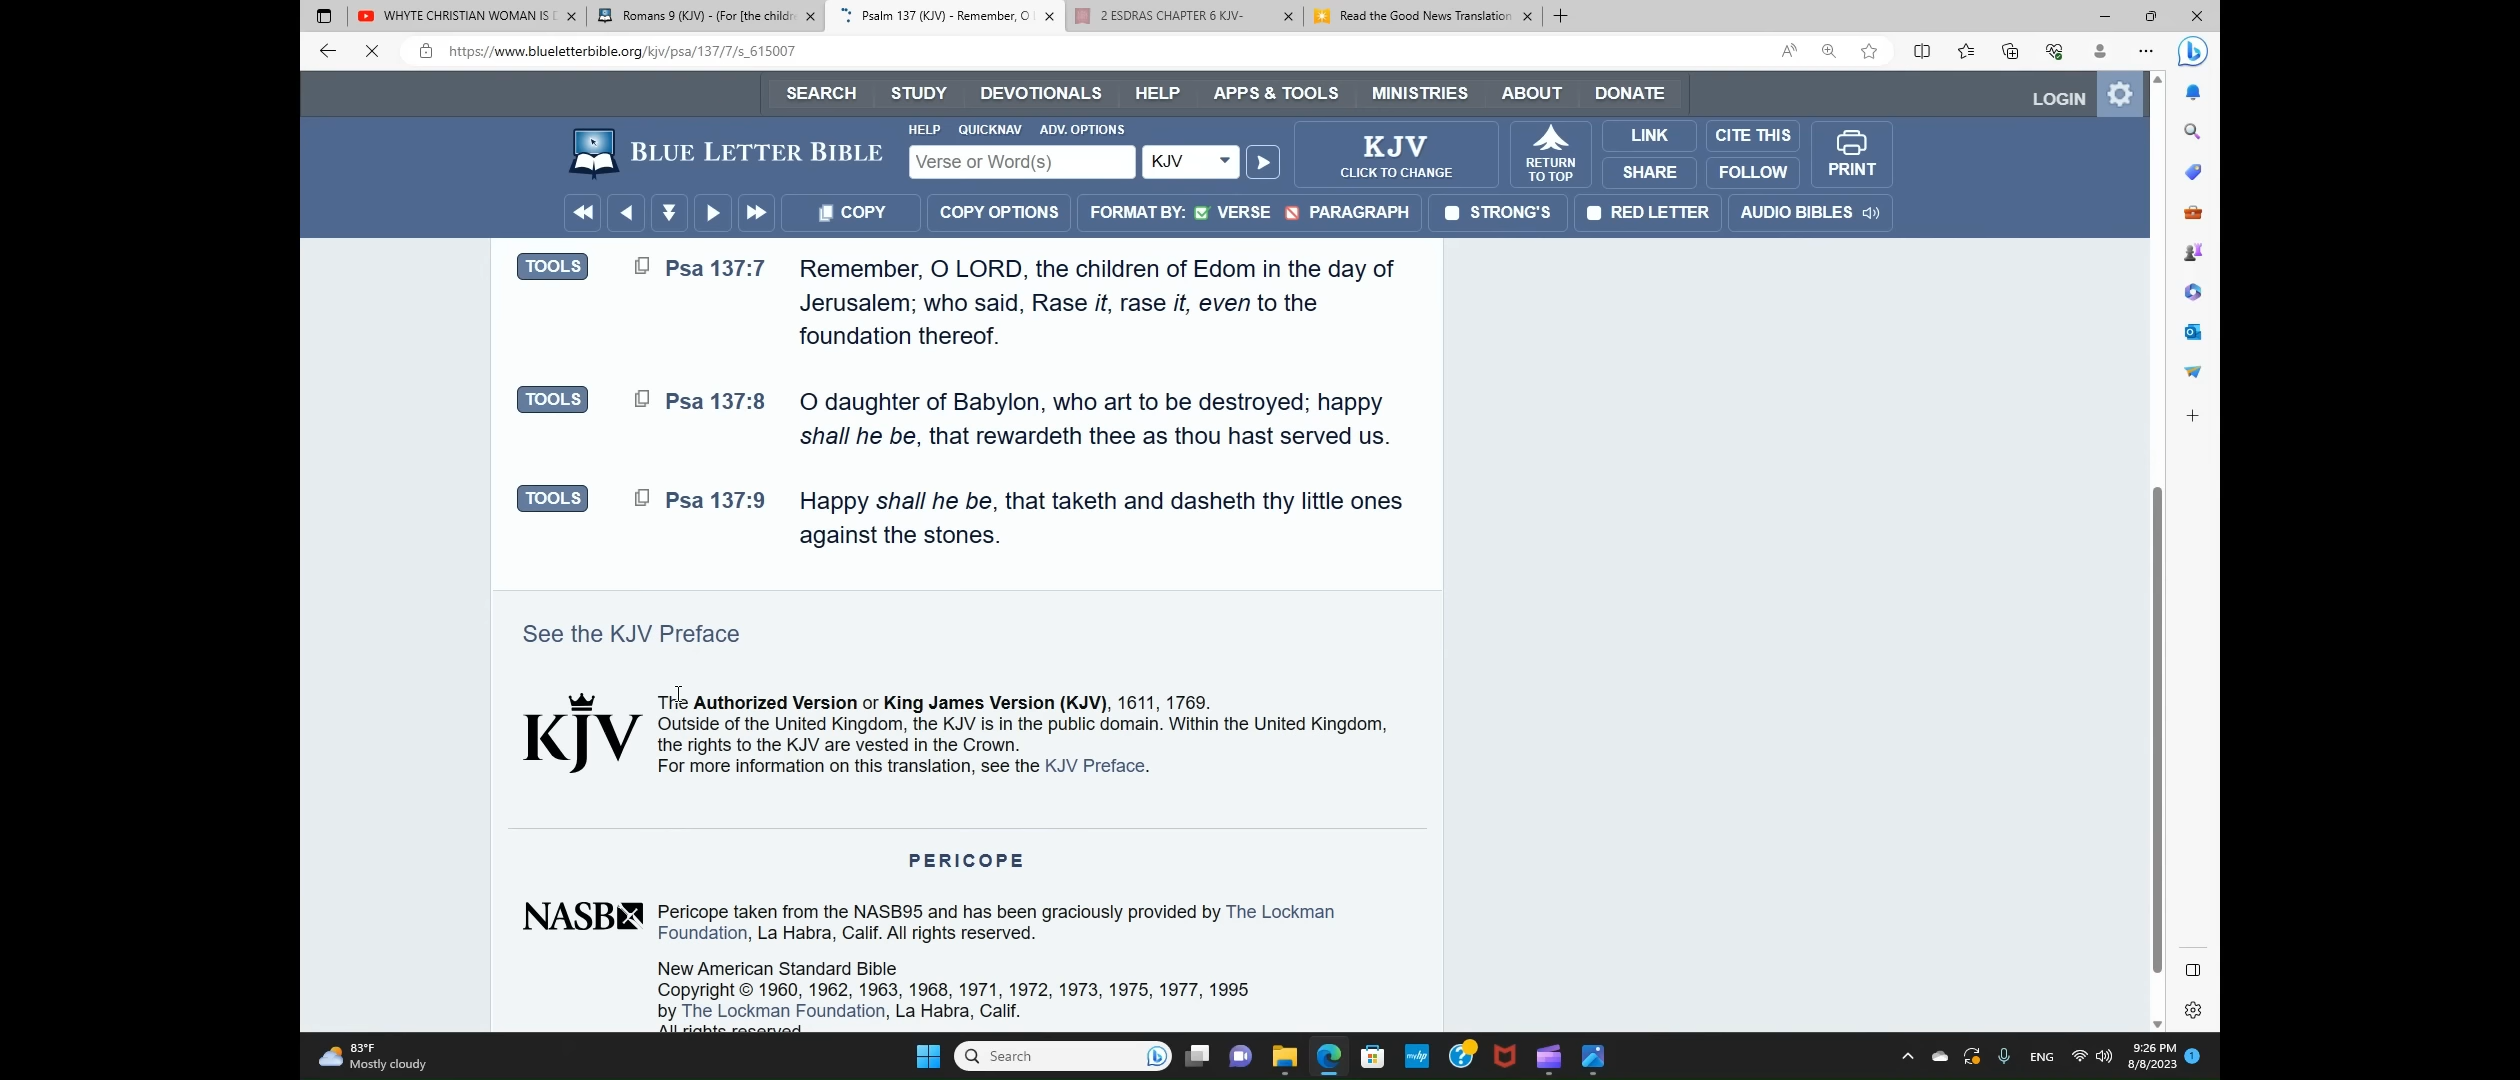 WHYTE CHRISTIAN WOMAN IS
Romans 9 (KJV) - (For [the childr
Psalm 137 (KJV) - Remember, O
2 ESDRAS CHAPTER 6 KJV-
Read the Good News Translation
https://www.blueletterbible.org/kjv/psa/137/7/s_615007
SEARCH STUDY DEVOTIONALS HELP APPS & TOOLS MINISTRIES ABOUT DONATE
LOGIN
BLUE LETTER BIBLE
HELP QUICKNAV ADV. OPTIONS
Verse or Word(s)
KJV
KJV
CLICK TO CHANGE
RETURN
TO TOP
LINK
CITE THIS
SHARE
FOLLOW
PRINT
COPY
COPY OPTIONS
FORMAT BY: VERSE PARAGRAPH
STRONG'S
RED LETTER
AUDIO BIBLES
TOOLS Psa 137:7 Remember, O LORD, the children of Edom in the day of
Jerusalem; who said, Rase it, rase it, even to the
foundation thereof.
TOOLS Psa 137:8 O daughter of Babylon, who art to be destroyed; happy
shall he be, that rewardeth thee as thou hast served us.
TOOLS Psa 137:9 Happy shall he be, that taketh and dasheth thy little ones
against the stones.
See the KJV Preface
KJV
The Authorized Version or King James Version (KJV), 1611, 1769.
Outside of the United Kingdom, the KJV is in the public domain. Within the United Kingdom,
the rights to the KJV are vested in the Crown.
For more information on this translation, see the KJV Preface.
PERICOPE
NASB
Pericope taken from the NASB95 and has been graciously provided by The Lockman
Foundation, La Habra, Calif. All rights reserved.
New American Standard Bible
Copyright © 1960, 1962, 1963, 1968, 1971, 1972, 1973, 1975, 1977, 1995
by The Lockman Foundation, La Habra, Calif.
All rights reserved
83°F
Mostly cloudy
Search
myhp
ENG
9:26 PM
8/8/2023
1